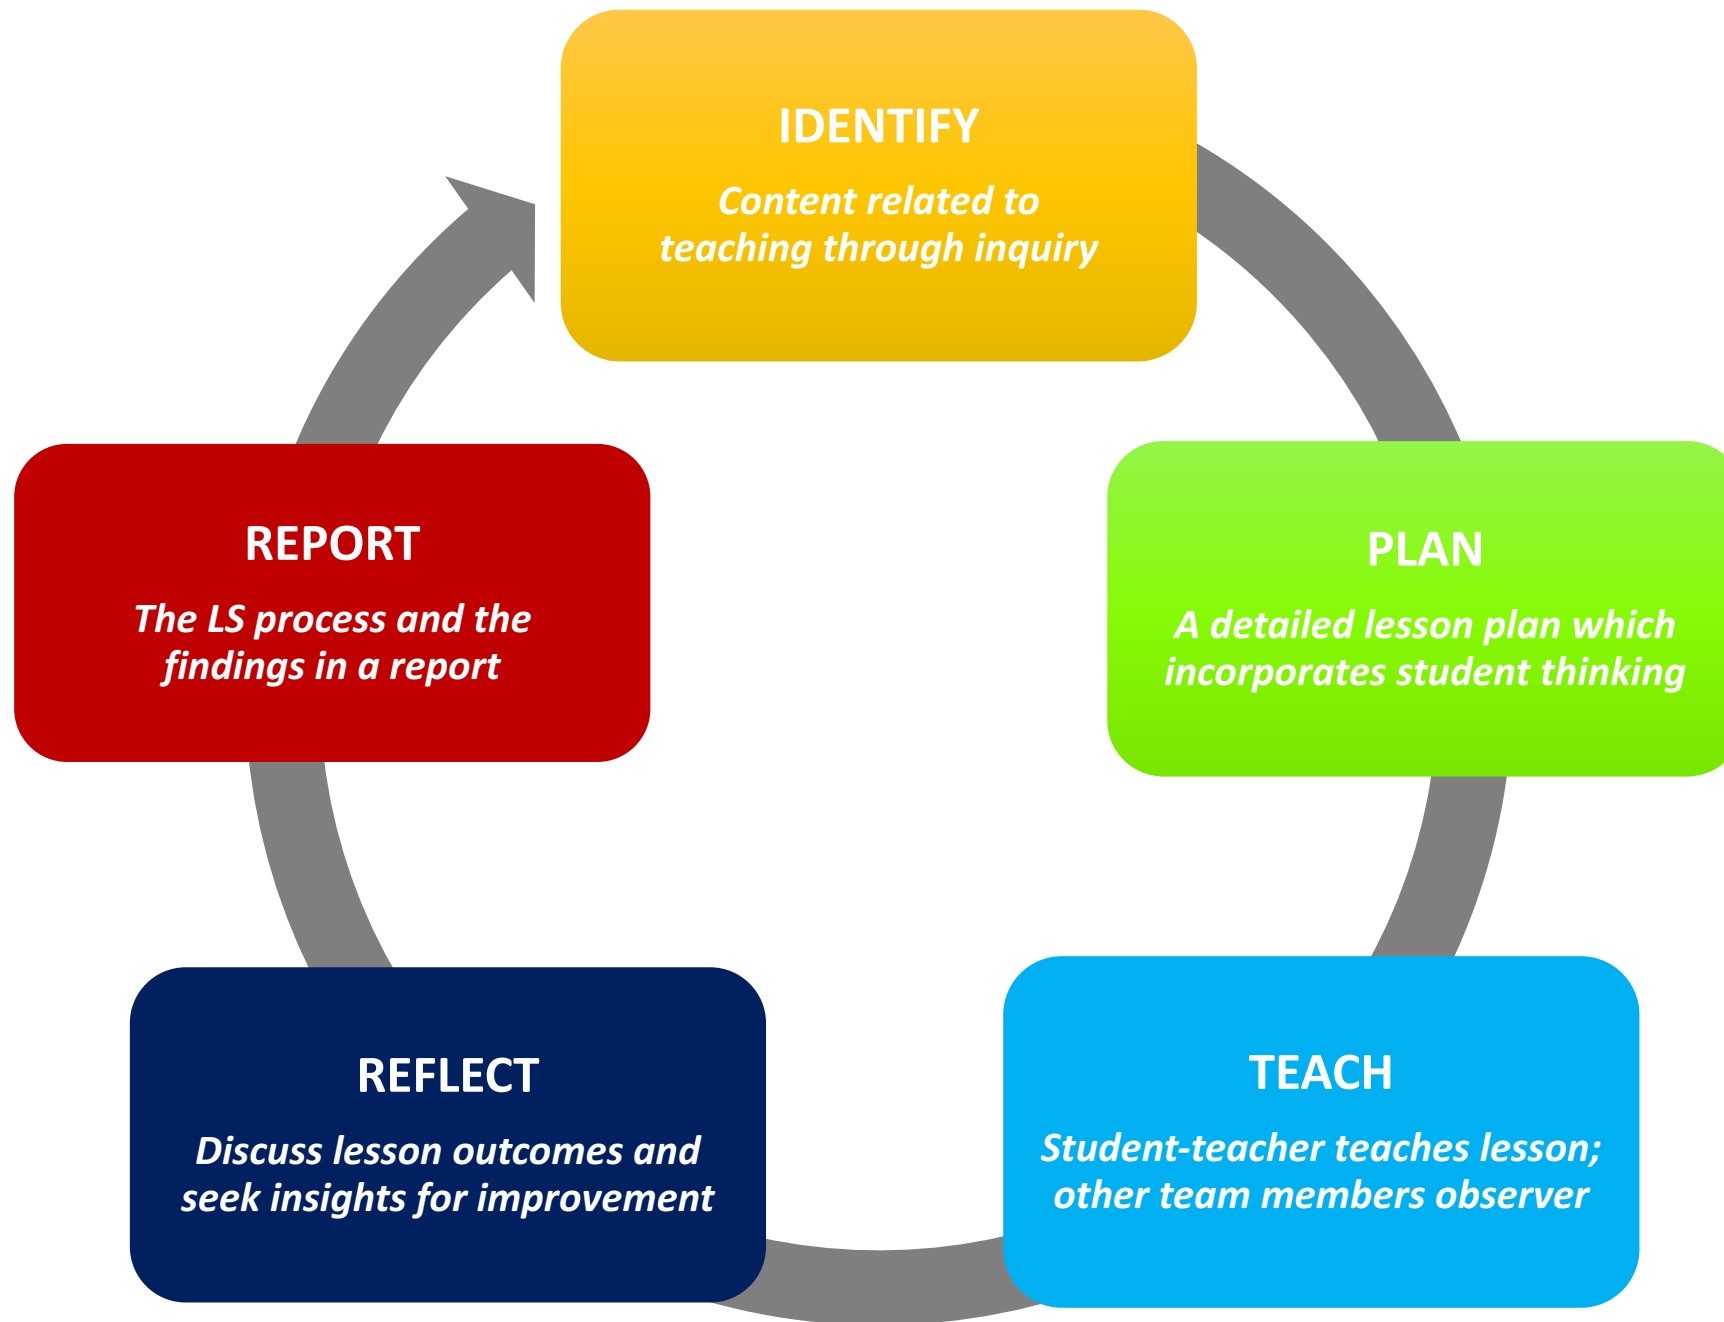 IDENTIFY
Content related to
teaching through inquiry
PLAN
A detailed lesson plan which
incorporates student thinking
TEACH
Student-teacher teaches lesson;
other team members observer
REFLECT
Discuss lesson outcomes and
seek insights for improvement
REPORT
The LS process and the
findings in a report